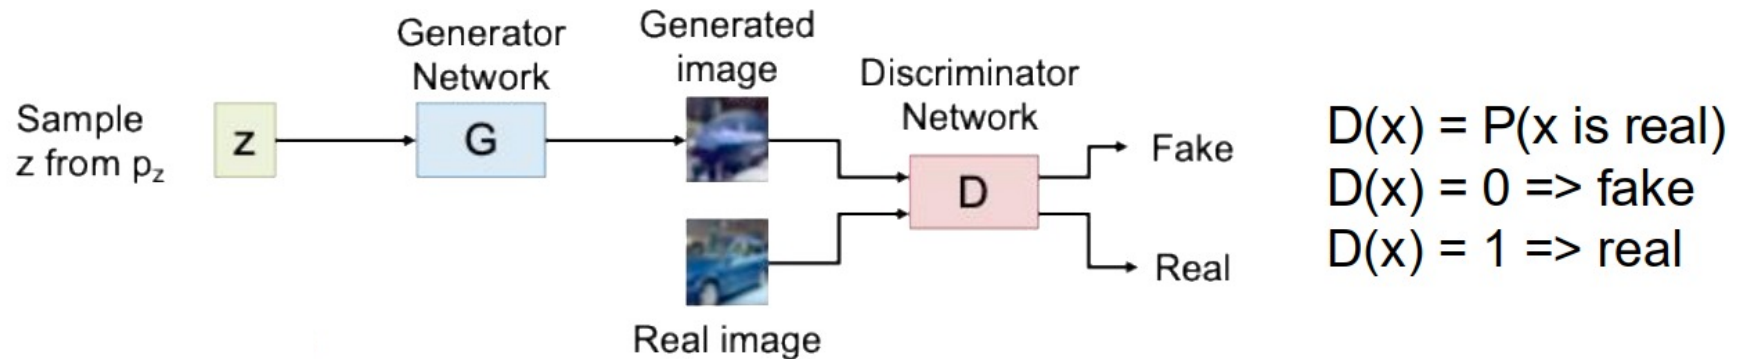 Sample
z from pz
z
Generator
Network
G
Generated
image
Real image
Discriminator
Network
D
Fake
Real
D(x) = P(x is real)
D(x) = 0 => fake
D(x) = 1 => real